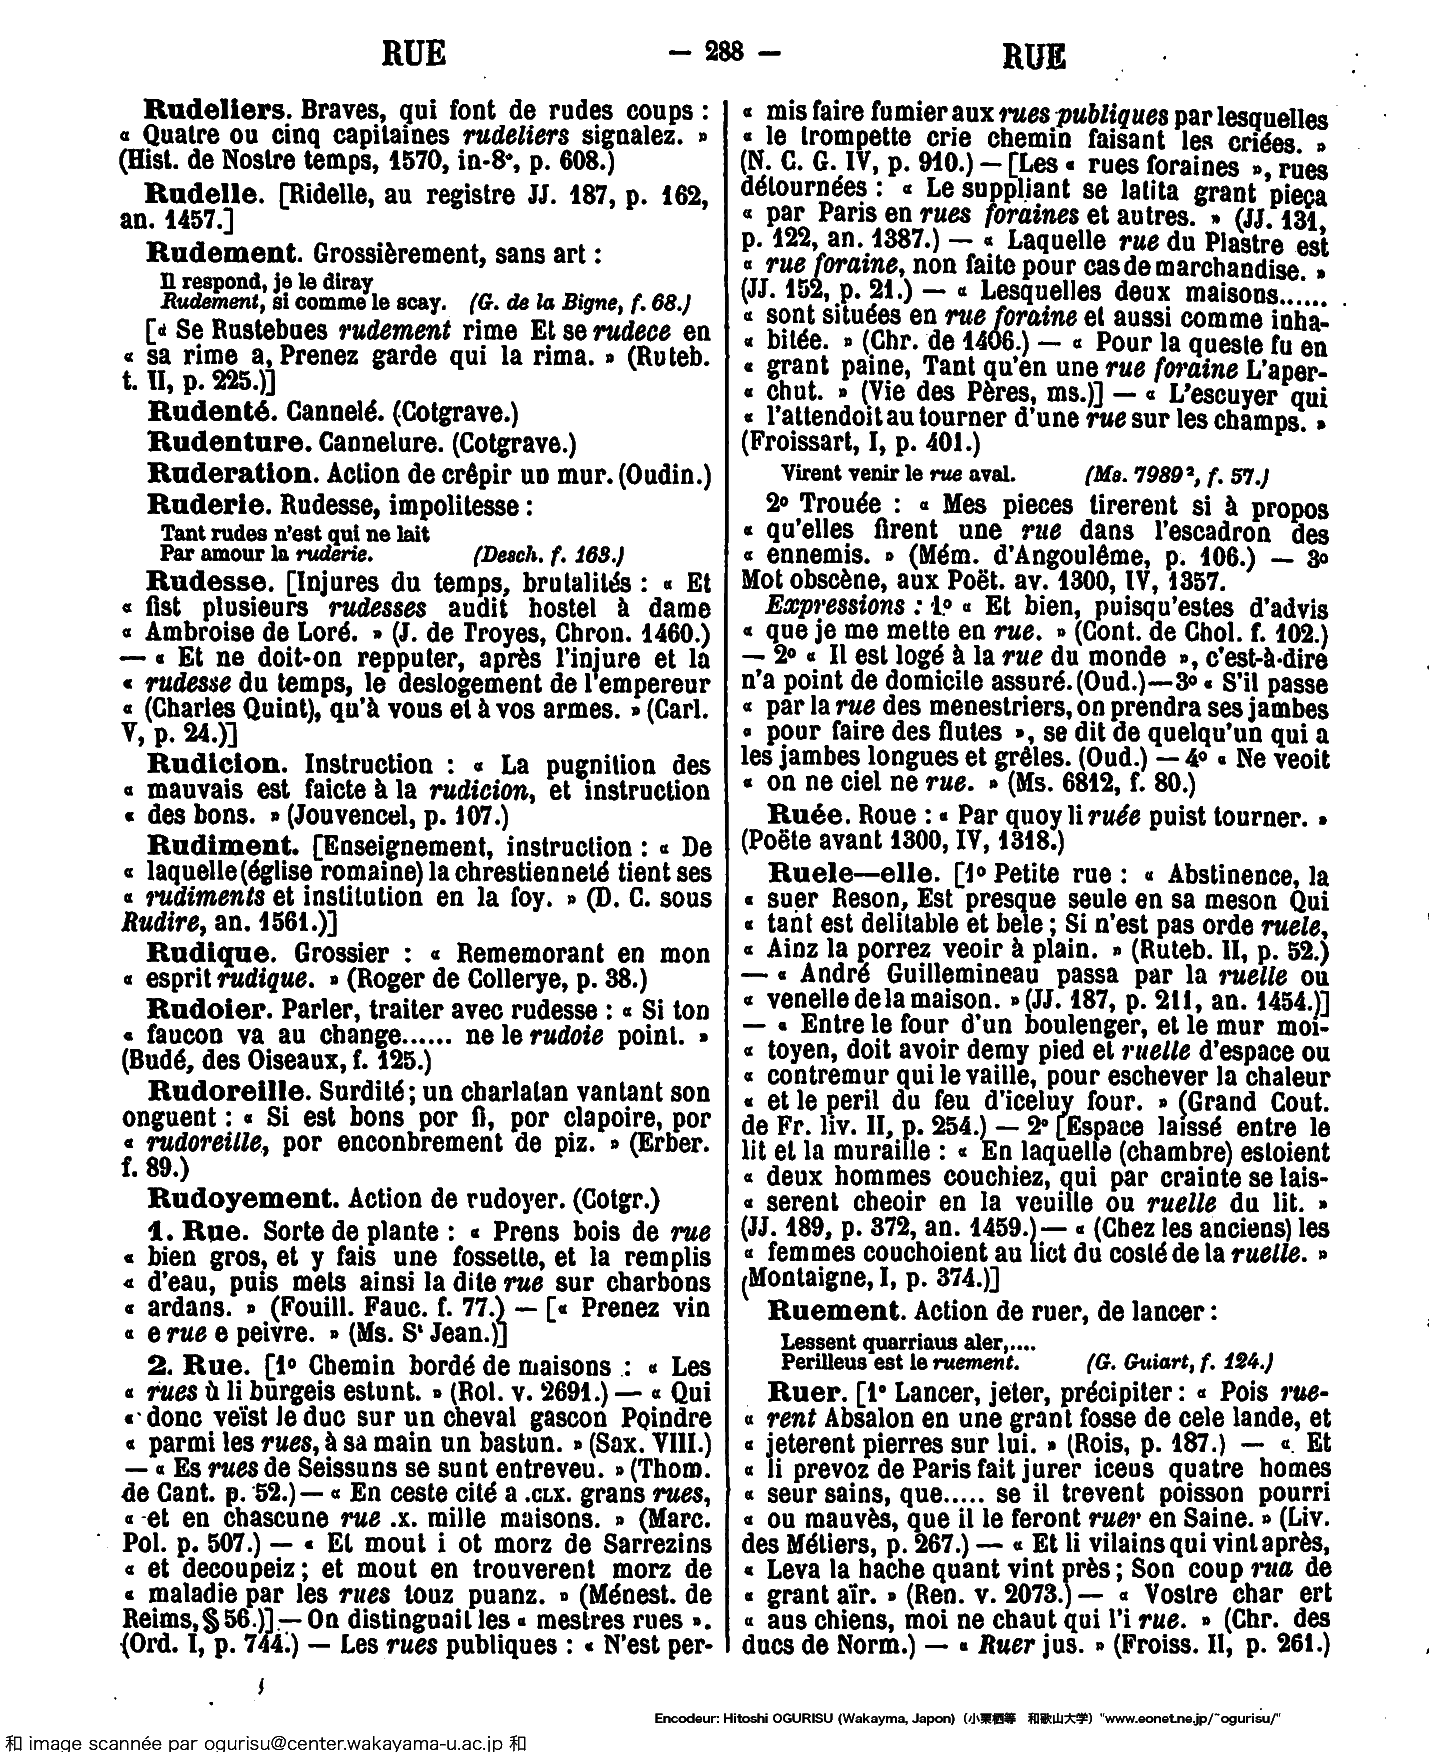 RUE — 288 — RUE
Rudeliers. Braves, qui font de rudes coups :
« Quatre ou cinq capitaines rudeliers signalez. »
(Hist. de Nostre temps, 1570, in-8°, p. 608.)
Rudelle. [Ridelle, au registre JJ. 187, p. 162,
an. 1457.]
Rudement. Grossièrement, sans art :
Il respond, je le diray
Rudement, si comme le scay. (G. de la Bigne, f. 68.)
[« Se Rustebues rudement rime Et se rudece en
« sa rime a, Prenez garde qui la rima. » (Ruteb.
t. II, p. 225.)]
Rudenté. Cannelé. (Cotgrave.)
Rudenture. Cannelure. (Cotgrave.)
Ruderation. Action de crêpir un mur. (Oudin.)
Ruderie. Rudesse, impolitesse :
Tant rudes n'est qui ne lait
Par amour la ruderie. (Desch. f. 163.)
Rudesse. [Injures du temps, brutalités : « Et
« fist plusieurs rudesses audit hostel à dame
« Ambroise de Loré. » (J. de Troyes, Chron. 1460.)
— « Et ne doit-on repputer, après l'injure et la
« rudesse du temps, le deslogement de l'empereur
« (Charles Quint), qu'à vous et à vos armes. » (Carl.
V, p. 24.)]
Rudicion. Instruction : « La pugnition des
« mauvais est faicte à la rudicion, et instruction
« des bons. » (Jouvencel, p. 107.)
Rudiment. [Enseignement, instruction : « De
« laquelle (église romaine) la chrestienneté tient ses
« rudiments et institution en la foy. » (D. C. sous
Rudire, an. 1561.)]
Rudique. Grossier : « Rememorant en mon
« esprit rudique. » (Roger de Collerye, p. 38.)
Rudoier. Parler, traiter avec rudesse : « Si ton
« faucon va au change...... ne le rudoie point. »
(Budé, des Oiseaux, f. 125.)
Rudoreille. Surdité ; un charlatan vantant son
onguent : « Si est bons por fi, por clapoire, por
« rudoreille, por enconbrement de piz. » (Erber.
f. 89.)
Rudoyement. Action de rudoyer. (Cotgr.)
1. Rue. Sorte de plante : « Prens bois de rue
« bien gros, et y fais une fossette, et la remplis
« d'eau, puis mets ainsi la dite rue sur charbons
« ardans. » (Fouill. Fauc. f. 77.) — [« Prenez vin
« e rue e peivre. » (Ms. St Jean.)]
2. Rue. [1° Chemin bordé de maisons : « Les
« rues ù li burgeis estunt. » (Rol. v. 2691.) — « Qui
« donc veïst le duc sur un cheval gascon Poindre
« parmi les rues, à sa main un bastun. » (Sax. VIII.)
— « Es rues de Seissuns se sunt entreveu. » (Thom.
de Cant. p. 52.) — « En ceste cité a .CLX. grans rues,
« et en chascune rue .x. mille maisons. » (Marc.
Pol. p. 507.) — « Et mout i ot morz de Sarrezins
« et decoupeiz ; et mout en trouverent morz de
« maladie par les rues touz puanz. » (Ménest. de
Reims, § 56.)] — On distinguait les « mestres rues ».
(Ord. I, p. 744.) — Les rues publiques : « N'est per-
« mis faire fumier aux rues publiques par lesquelles
« le trompette crie chemin faisant les criées. »
(N. C. G. IV, p. 910.) — [Les « rues foraines », rues
détournées : « Le suppliant se latita grant pieça
« par Paris en rues foraines et autres. » (JJ. 131,
p. 122, an. 1387.) — « Laquelle rue du Plastre est
« rue foraine, non faite pour cas de marchandise. »
(JJ. 152, p. 21.) — « Lesquelles deux maisons......
« sont situées en rue foraine et aussi comme inha-
« bitée. » (Chr. de 1406.) — « Pour la queste fu en
« grant paine, Tant qu'en une rue foraine L'aper-
« chut. » (Vie des Pères, ms.)] — « L'escuyer qui
« l'attendoit au tourner d'une rue sur les champs. »
(Froissart, I, p. 401.)
Virent venir le rue aval. (Ms. 7989², f. 57.)
2° Trouée : « Mes pieces tirerent si à propos
« qu'elles firent une rue dans l'escadron des
« ennemis. » (Mém. d'Angoulême, p. 106.) — 3°
Mot obscène, aux Poët. av. 1300, IV, 1357.
Expressions : 1° « Et bien, puisqu'estes d'advis
« que je me mette en rue. » (Cont. de Chol. f. 102.)
— 2° « Il est logé à la rue du monde », c'est-à-dire
n'a point de domicile assuré. (Oud.) — 3° « S'il passe
« par la rue des menestriers, on prendra ses jambes
« pour faire des flutes », se dit de quelqu'un qui a
les jambes longues et grêles. (Oud.) — 4° « Ne veoit
« on ne ciel ne rue. » (Ms. 6812, f. 80.)
Ruée. Roue : « Par quoy li ruée puist tourner. »
(Poëte avant 1300, IV, 1318.)
Ruele—elle. [1° Petite rue : « Abstinence, la
« suer Reson, Est presque seule en sa meson Qui
« tant est delitable et bele ; Si n'est pas orde ruele,
« Ainz la porrez veoir à plain. » (Ruteb. II, p. 52.)
— « André Guillemineau passa par la ruelle ou
« venelle de la maison. » (JJ. 187, p. 211, an. 1454.)]
— « Entre le four d'un boulenger, et le mur moi-
« toyen, doit avoir demy pied et ruelle d'espace ou
« contremur qui le vaille, pour eschever la chaleur
« et le peril du feu d'iceluy four. » (Grand Cout.
de Fr. liv. II, p. 254.) — 2° [Espace laissé entre le
lit et la muraille : « En laquelle (chambre) estoient
« deux hommes couchiez, qui par crainte se lais-
« serent cheoir en la veuille ou ruelle du lit. »
(JJ. 189, p. 372, an. 1459.) — « (Chez les anciens) les
« femmes couchoient au lict du costé de la ruelle. »
(Montaigne, I, p. 374.)]
Ruement. Action de ruer, de lancer :
Lessent quarriaus aler,....
Perilleus est le ruement. (G. Guiart, f. 124.)
Ruer. [1° Lancer, jeter, précipiter : « Pois rue-
« rent Absalon en une grant fosse de cele lande, et
« jeterent pierres sur lui. » (Rois, p. 187.) — « Et
« li prevoz de Paris fait jurer iceus quatre homes
« seur sains, que..... se il trevent poisson pourri
« ou mauvès, que il le feront ruer en Saine. » (Liv.
des Métiers, p. 267.) — « Et li vilains qui vint après,
« Leva la hache quant vint près ; Son coup rua de
« grant aïr. » (Ren. v. 2073.) — « Vostre char ert
« aus chiens, moi ne chaut qui l'i rue. » (Chr. des
ducs de Norm.) — « Ruer jus. » (Froiss. II, p. 261.)
Encodeur: Hitoshi OGURISU (Wakayma, Japon) (小栗栖等 和歌山大学) "www.eonet.ne.jp/~ogurisu/"
和 image scannée par ogurisu@center.wakayama-u.ac.jp 和